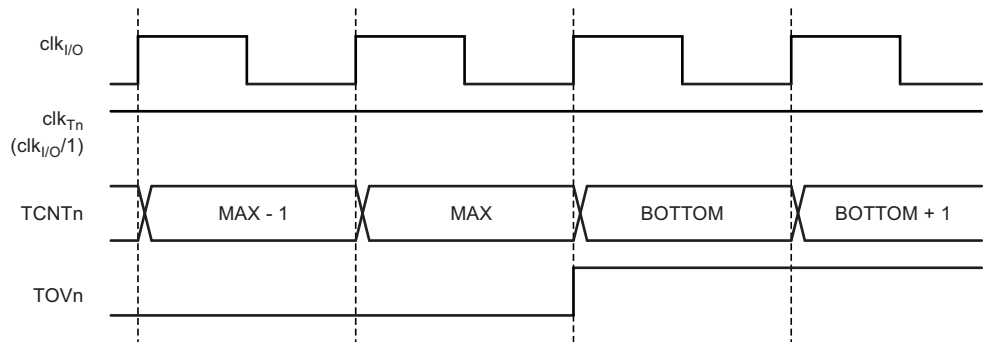 clkI/O
clkTn
(clkI/O/1)
TCNTn MAX - 1 MAX BOTTOM BOTTOM + 1
TOVn